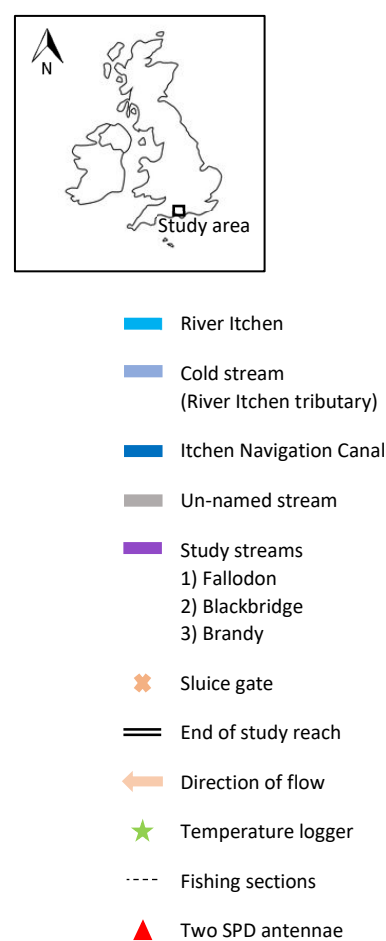 N
Study area
River Itchen
Cold stream
(River Itchen tributary)
Itchen Navigation Canal
Un-named stream
Study streams
1) Fallodon
2) Blackbridge
3) Brandy
Sluice gate
End of study reach
Direction of flow
Temperature logger
Fishing sections
Two SPD antennae